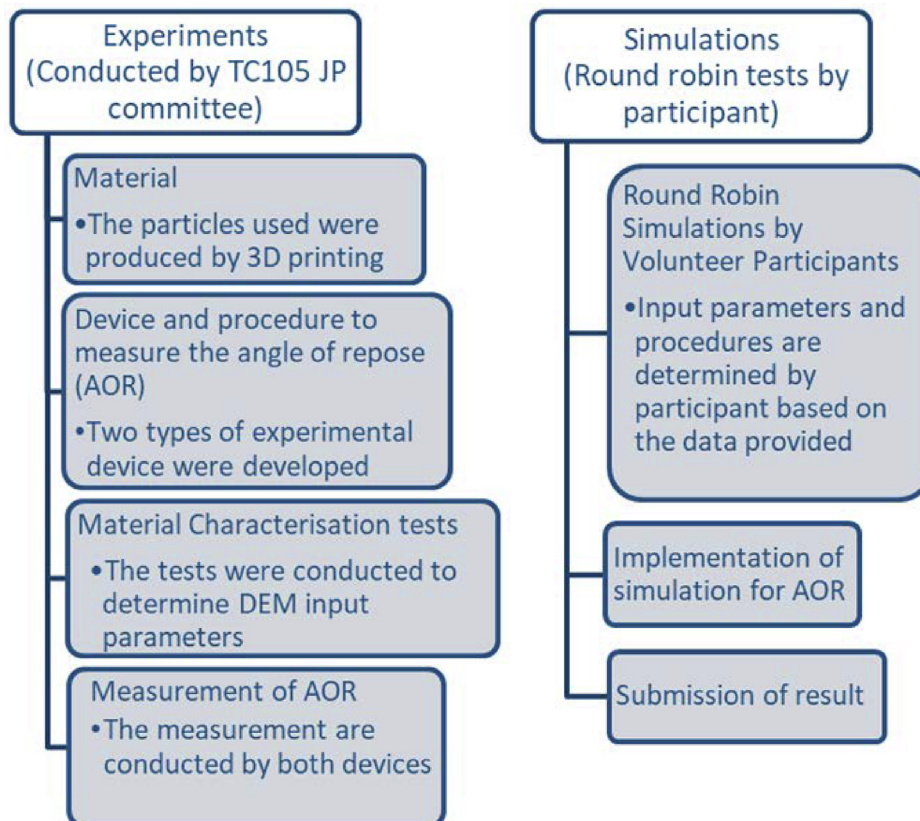 Experiments
(Conducted by TC105 JP
committee)
Material
•The particles used were
produced by 3D printing
Device and procedure to
measure the angle of repose
(AOR)
•Two types of experimental
device were developed
Material Characterisation tests
•The tests were conducted to
determine DEM input
parameters
Measurement of AOR
•The measurement are
conducted by both devices
Simulations
(Round robin tests by
participant)
Round Robin
Simulations by
Volunteer Participants
•Input parameters and
procedures are
determined by
participant based on
the data provided
Implementation of
simulation for AOR
Submission of result